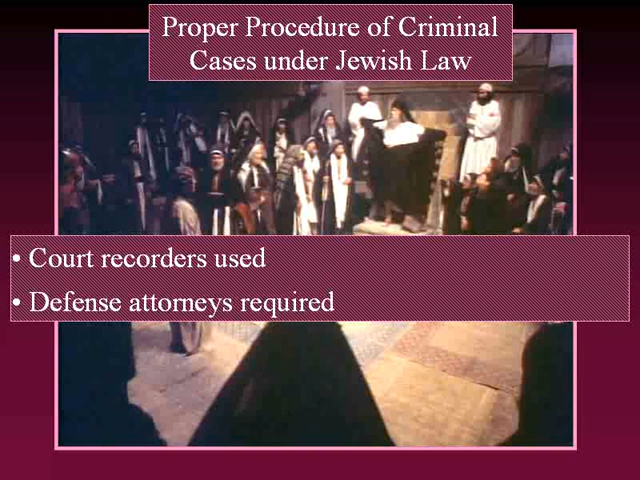 Proper Procedure of Criminal
Cases under Jewish Law
• Court recorders used
• Defense attorneys required